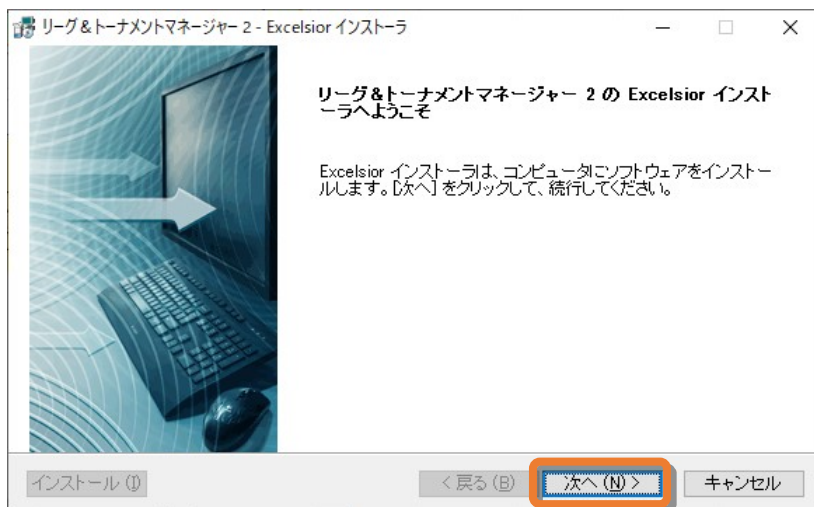 リーグ&トーナメントマネージャー 2 - Excelsior インストーラ
リーグ&トーナメントマネージャー 2 の Excelsior インスト
ーラへようこそ
Excelsior インストーラは、コンピュータにソフトウェアをインストー
ルします。[次へ] をクリックして、続行してください。
インストール (I)
< 戻る (B)
次へ (N) >
キャンセル